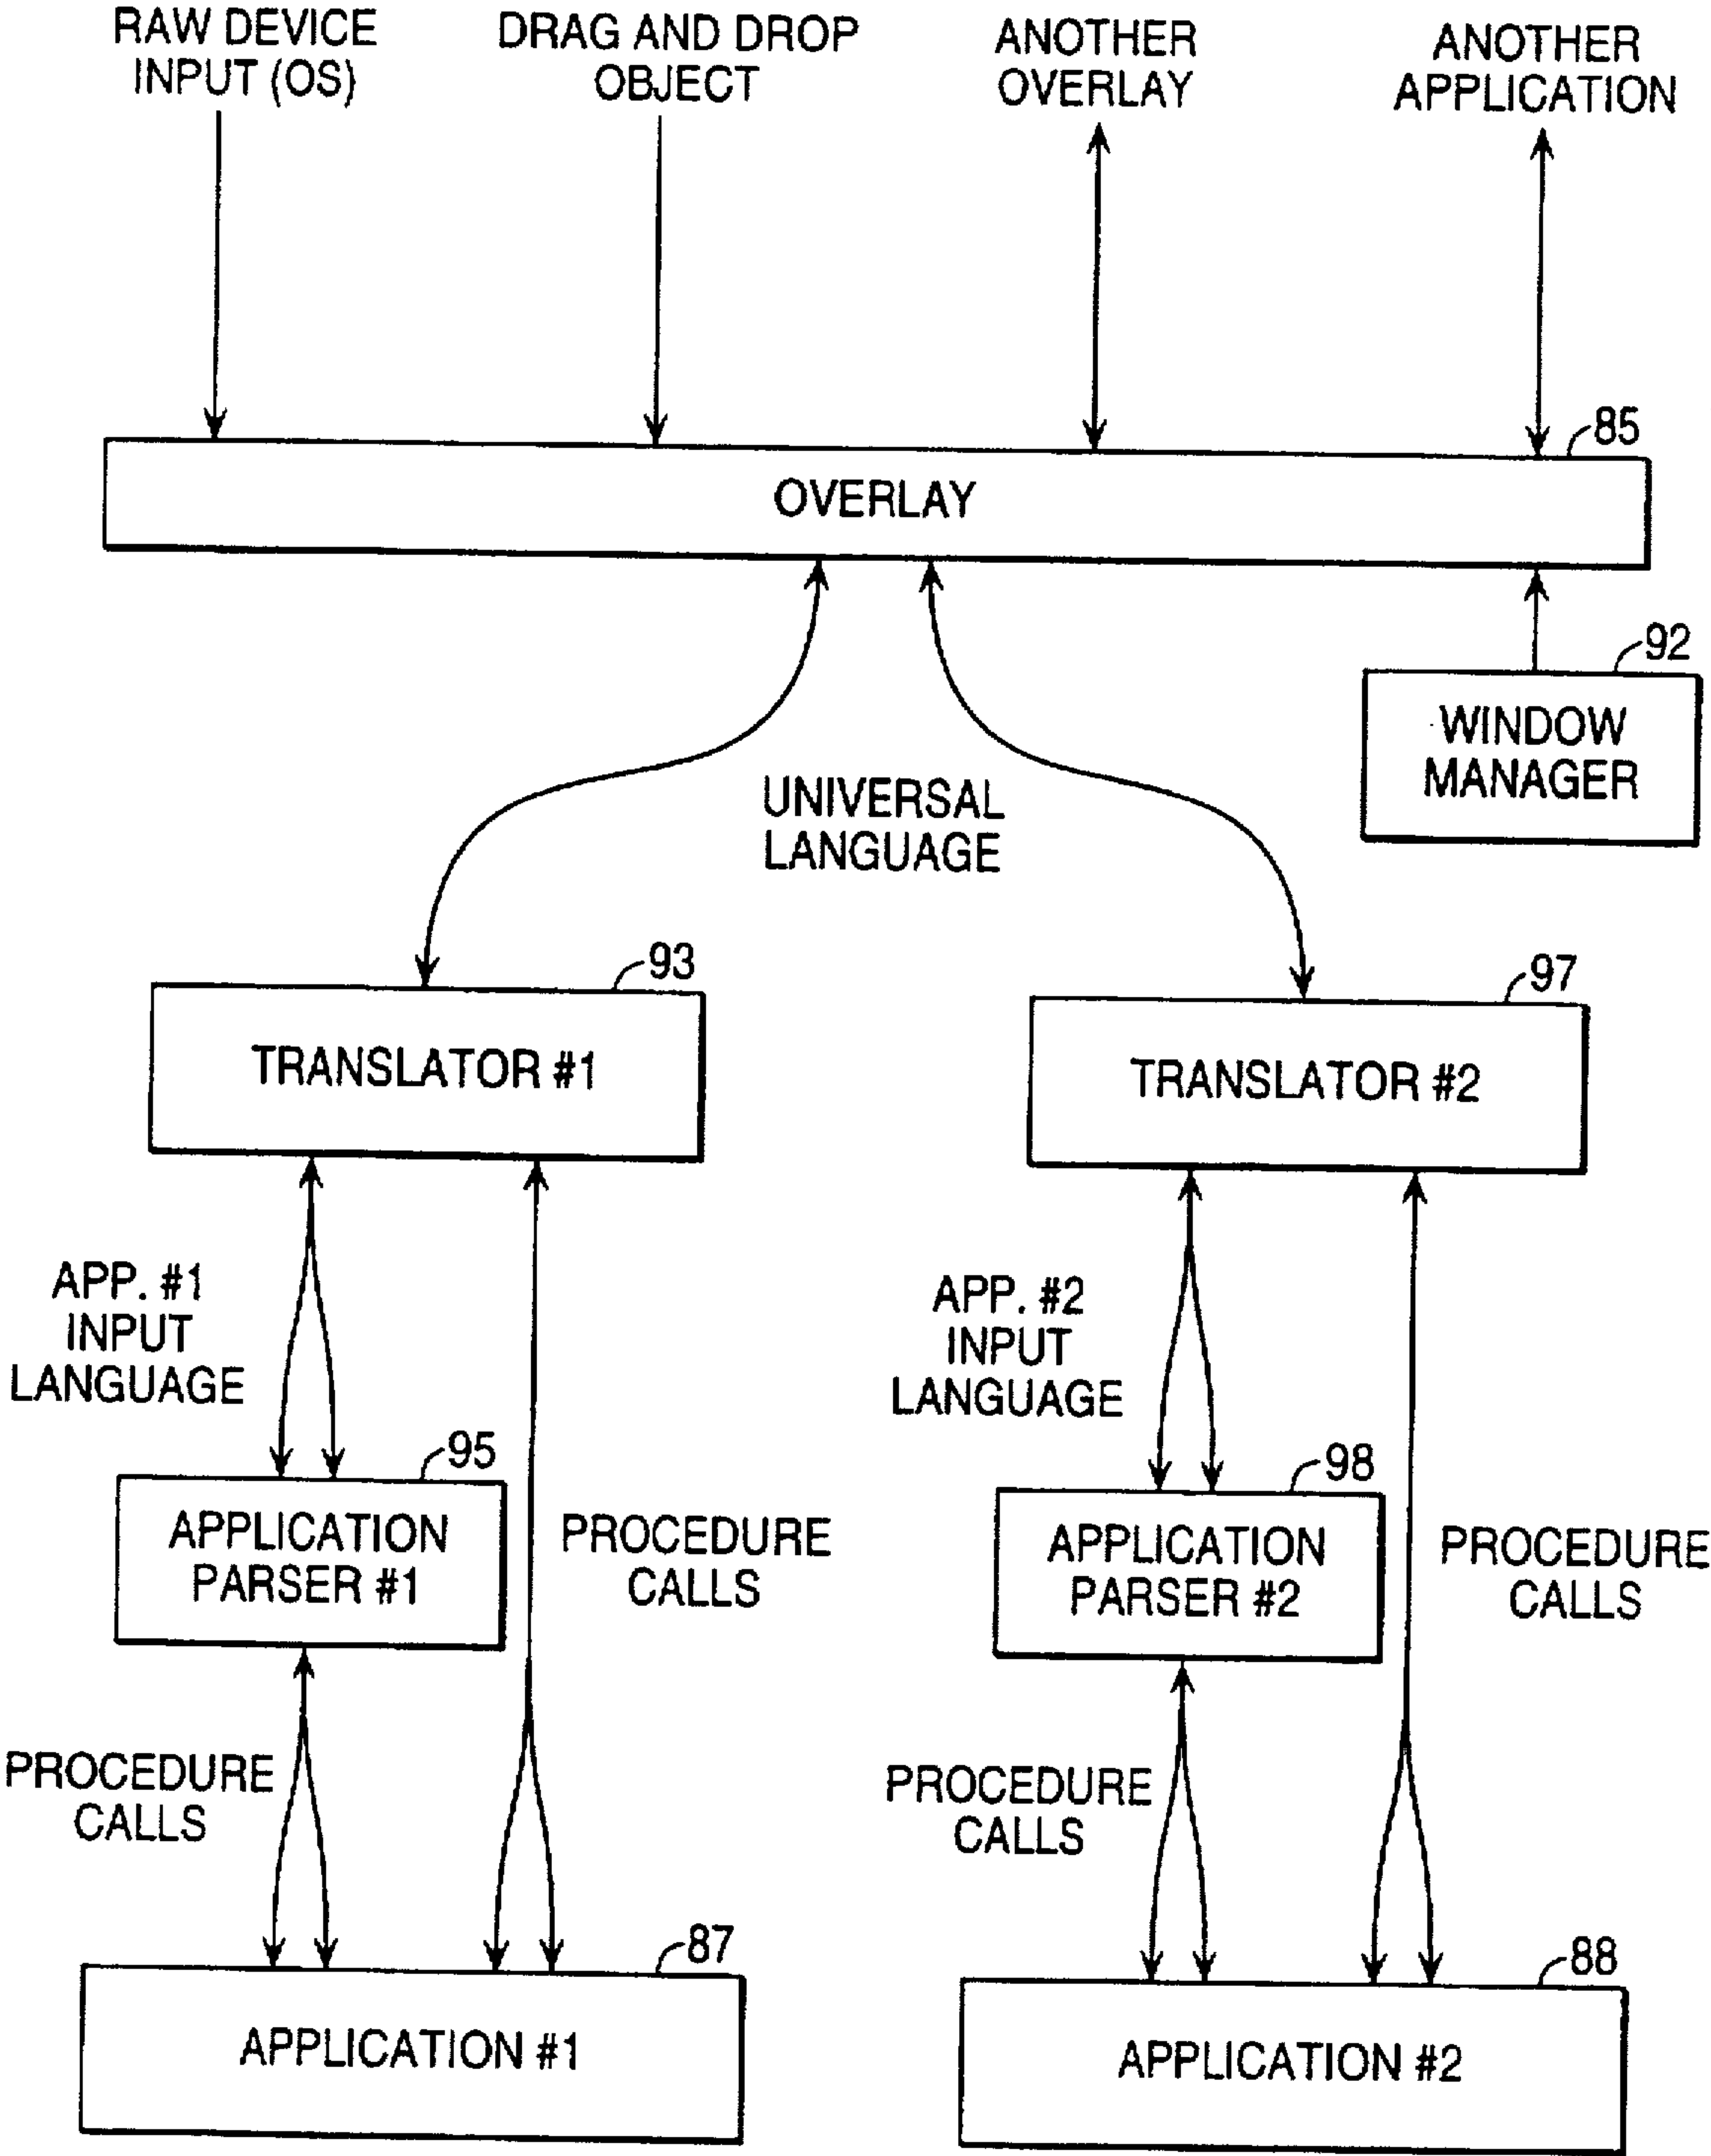 RAW DEVICE
INPUT (OS)
DRAG AND DROP
OBJECT
ANOTHER
OVERLAY
ANOTHER
APPLICATION
85
OVERLAY
92
WINDOW
MANAGER
UNIVERSAL
LANGUAGE
93
TRANSLATOR #1
97
TRANSLATOR #2
APP. #1
INPUT
LANGUAGE
APP. #2
INPUT
LANGUAGE
95
APPLICATION
PARSER #1
PROCEDURE
CALLS
98
APPLICATION
PARSER #2
PROCEDURE
CALLS
PROCEDURE
CALLS
PROCEDURE
CALLS
87
APPLICATION #1
88
APPLICATION #2